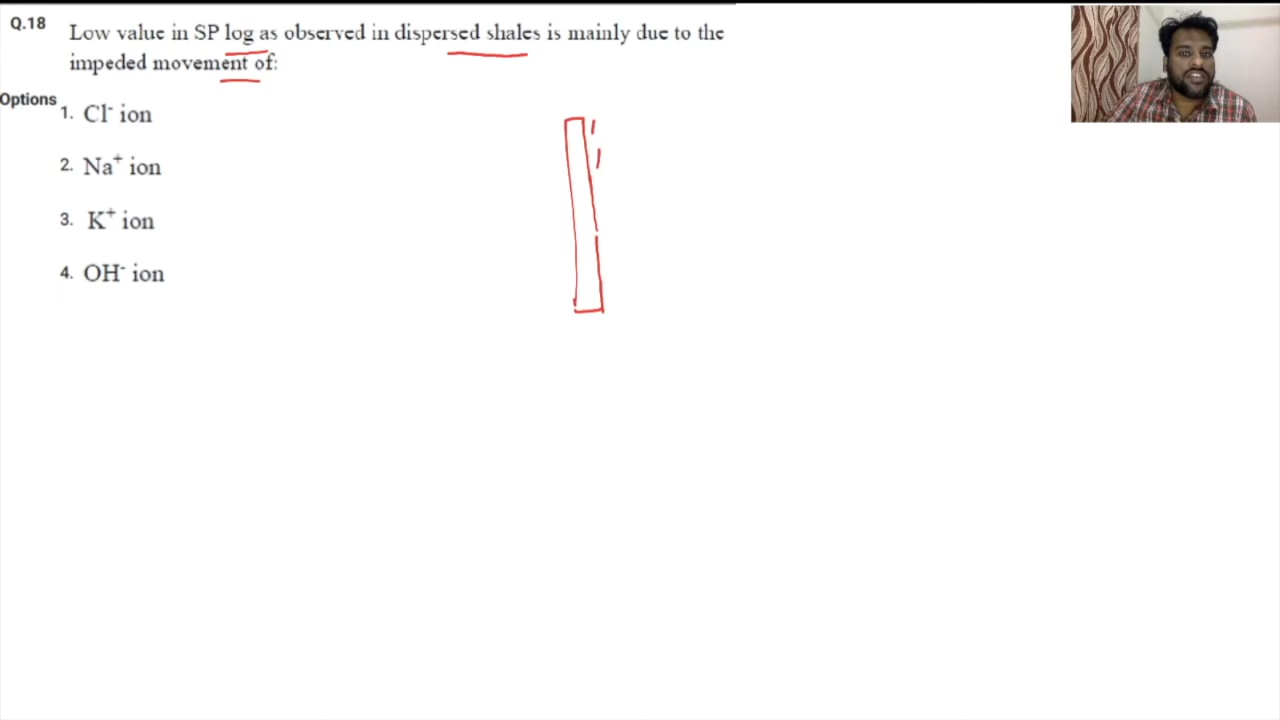 Q.18 Low value in SP log as observed in dispersed shales is mainly due to the
impeded movement of:
Options
1. Cl⁻ ion
2. Na⁺ ion
3. K⁺ ion
4. OH⁻ ion